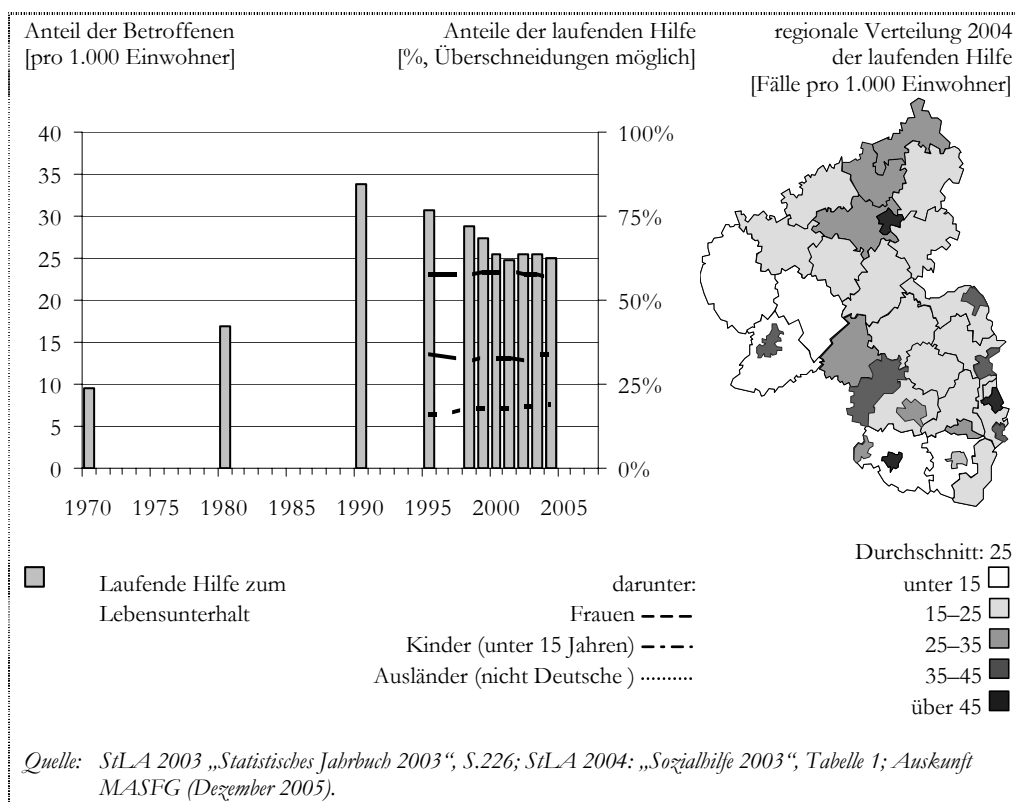 Anteil der Betroffenen
[pro 1.000 Einwohner]
Anteile der laufenden Hilfe
[%, Überschneidungen möglich]
regionale Verteilung 2004
der laufenden Hilfe
[Fälle pro 1.000 Einwohner]
40
35
30
25
20
15
10
5
0
100%
75%
50%
25%
0%
1970 1975 1980 1985 1990 1995 2000 2005
Laufende Hilfe zum
Lebensunterhalt
darunter:
Frauen
Kinder (unter 15 Jahren)
Ausländer (nicht Deutsche )
Durchschnitt: 25
unter 15
15–25
25–35
35–45
über 45
Quelle: StLA 2003 „Statistisches Jahrbuch 2003“, S.226; StLA 2004: „Sozialhilfe 2003“, Tabelle 1; Auskunft
MASFG (Dezember 2005).